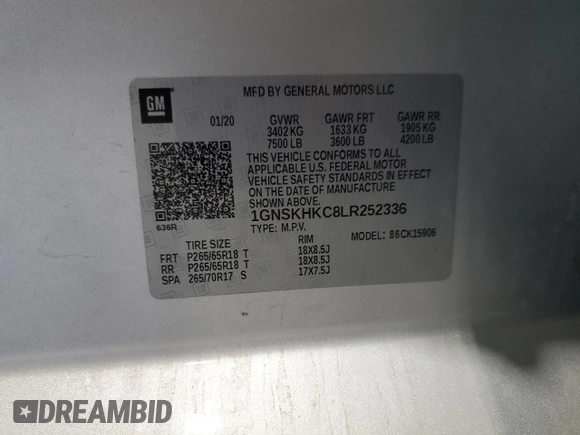 MFD BY GENERAL MOTORS LLC
GM
01/20 GVWR GAWR FRT GAWR RR
3402 KG 1633 KG 1905 KG
7500 LB 3600 LB 4200 LB
THIS VEHICLE CONFORMS TO ALL
APPLICABLE U.S. FEDERAL MOTOR
VEHICLE SAFETY STANDARDS IN EFFECT
ON THE DATE OF MANUFACTURE
SHOWN ABOVE.
1GNSKHKC8LR252336
636R
TYPE: M.P.V. MODEL: 86CK15906
TIRE SIZE RIM
FRT P265/65R18 T 18X8.5J
RR P265/65R18 T 18X8.5J
SPA 265/70R17 S 17X7.5J
DREAMBID